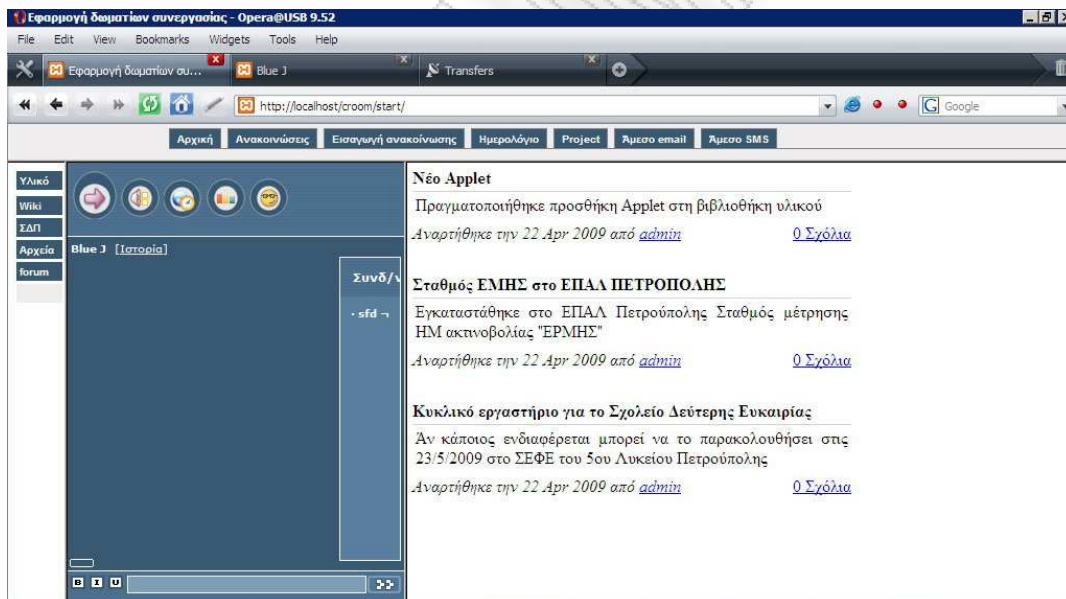 Εφαρμογή δωματίων συνεργασίας - Opera@USB 9.52
File Edit View Bookmarks Widgets Tools Help
Εφαρμογή δωματίων συ... Blue J Transfers
http://localhost/croom/start/ Google
Αρχική Ανακοινώσεις Εισαγωγή ανακοίνωσης Ημερολόγιο Project Άμεσο email Άμεσο SMS
Υλικό
Wiki
ΣΔΠ
Αρχεία
forum
Blue J [Ιστορία]
Συνδ/ν
· sfd ¬
B I U >>
Νέο Applet
Πραγματοποιήθηκε προσθήκη Applet στη βιβλιοθήκη υλικού
Αναρτήθηκε την 22 Apr 2009 από admin 0 Σχόλια
Σταθμός ΕΜΗΣ στο ΕΠΑΛ ΠΕΤΡΟΠΟΛΗΣ
Εγκαταστάθηκε στο ΕΠΑΛ Πετρούπολης Σταθμός μέτρησης
ΗΜ ακτινοβολίας "ΕΡΜΗΣ"
Αναρτήθηκε την 22 Apr 2009 από admin 0 Σχόλια
Κυκλικό εργαστήριο για το Σχολείο Δεύτερης Ευκαιρίας
Άν κάποιος ενδιαφέρεται μπορεί να το παρακολουθήσει στις
23/5/2009 στο ΣΕΦΕ του 5ου Λυκείου Πετρούπολης
Αναρτήθηκε την 22 Apr 2009 από admin 0 Σχόλια